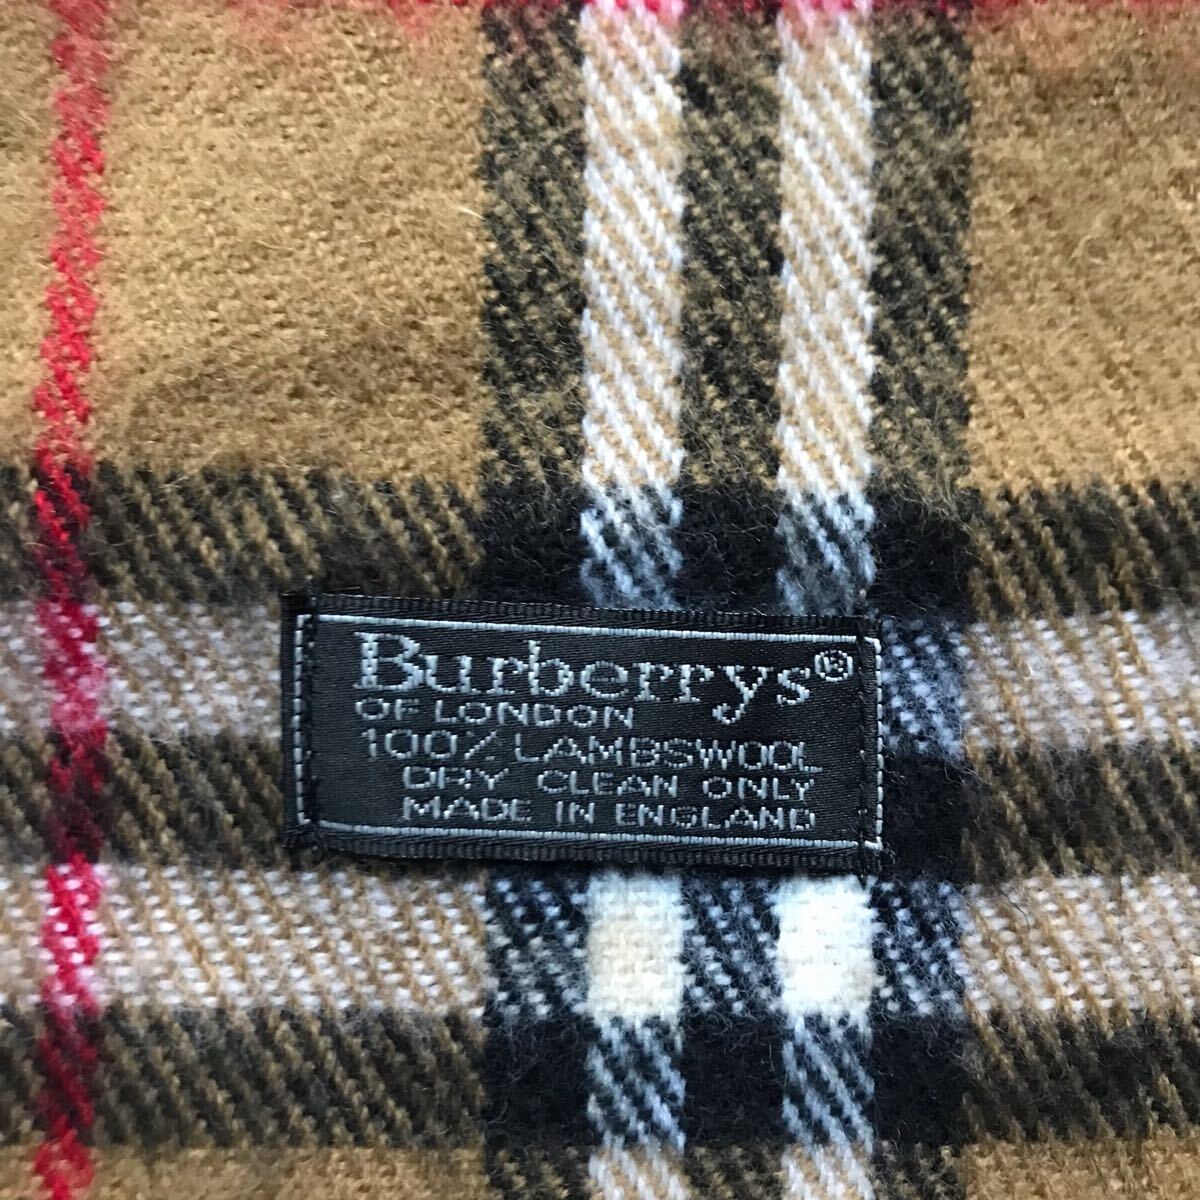 Burberrys®
OF LONDON
100% LAMBSWOOL
DRY CLEAN ONLY
MADE IN ENGLAND